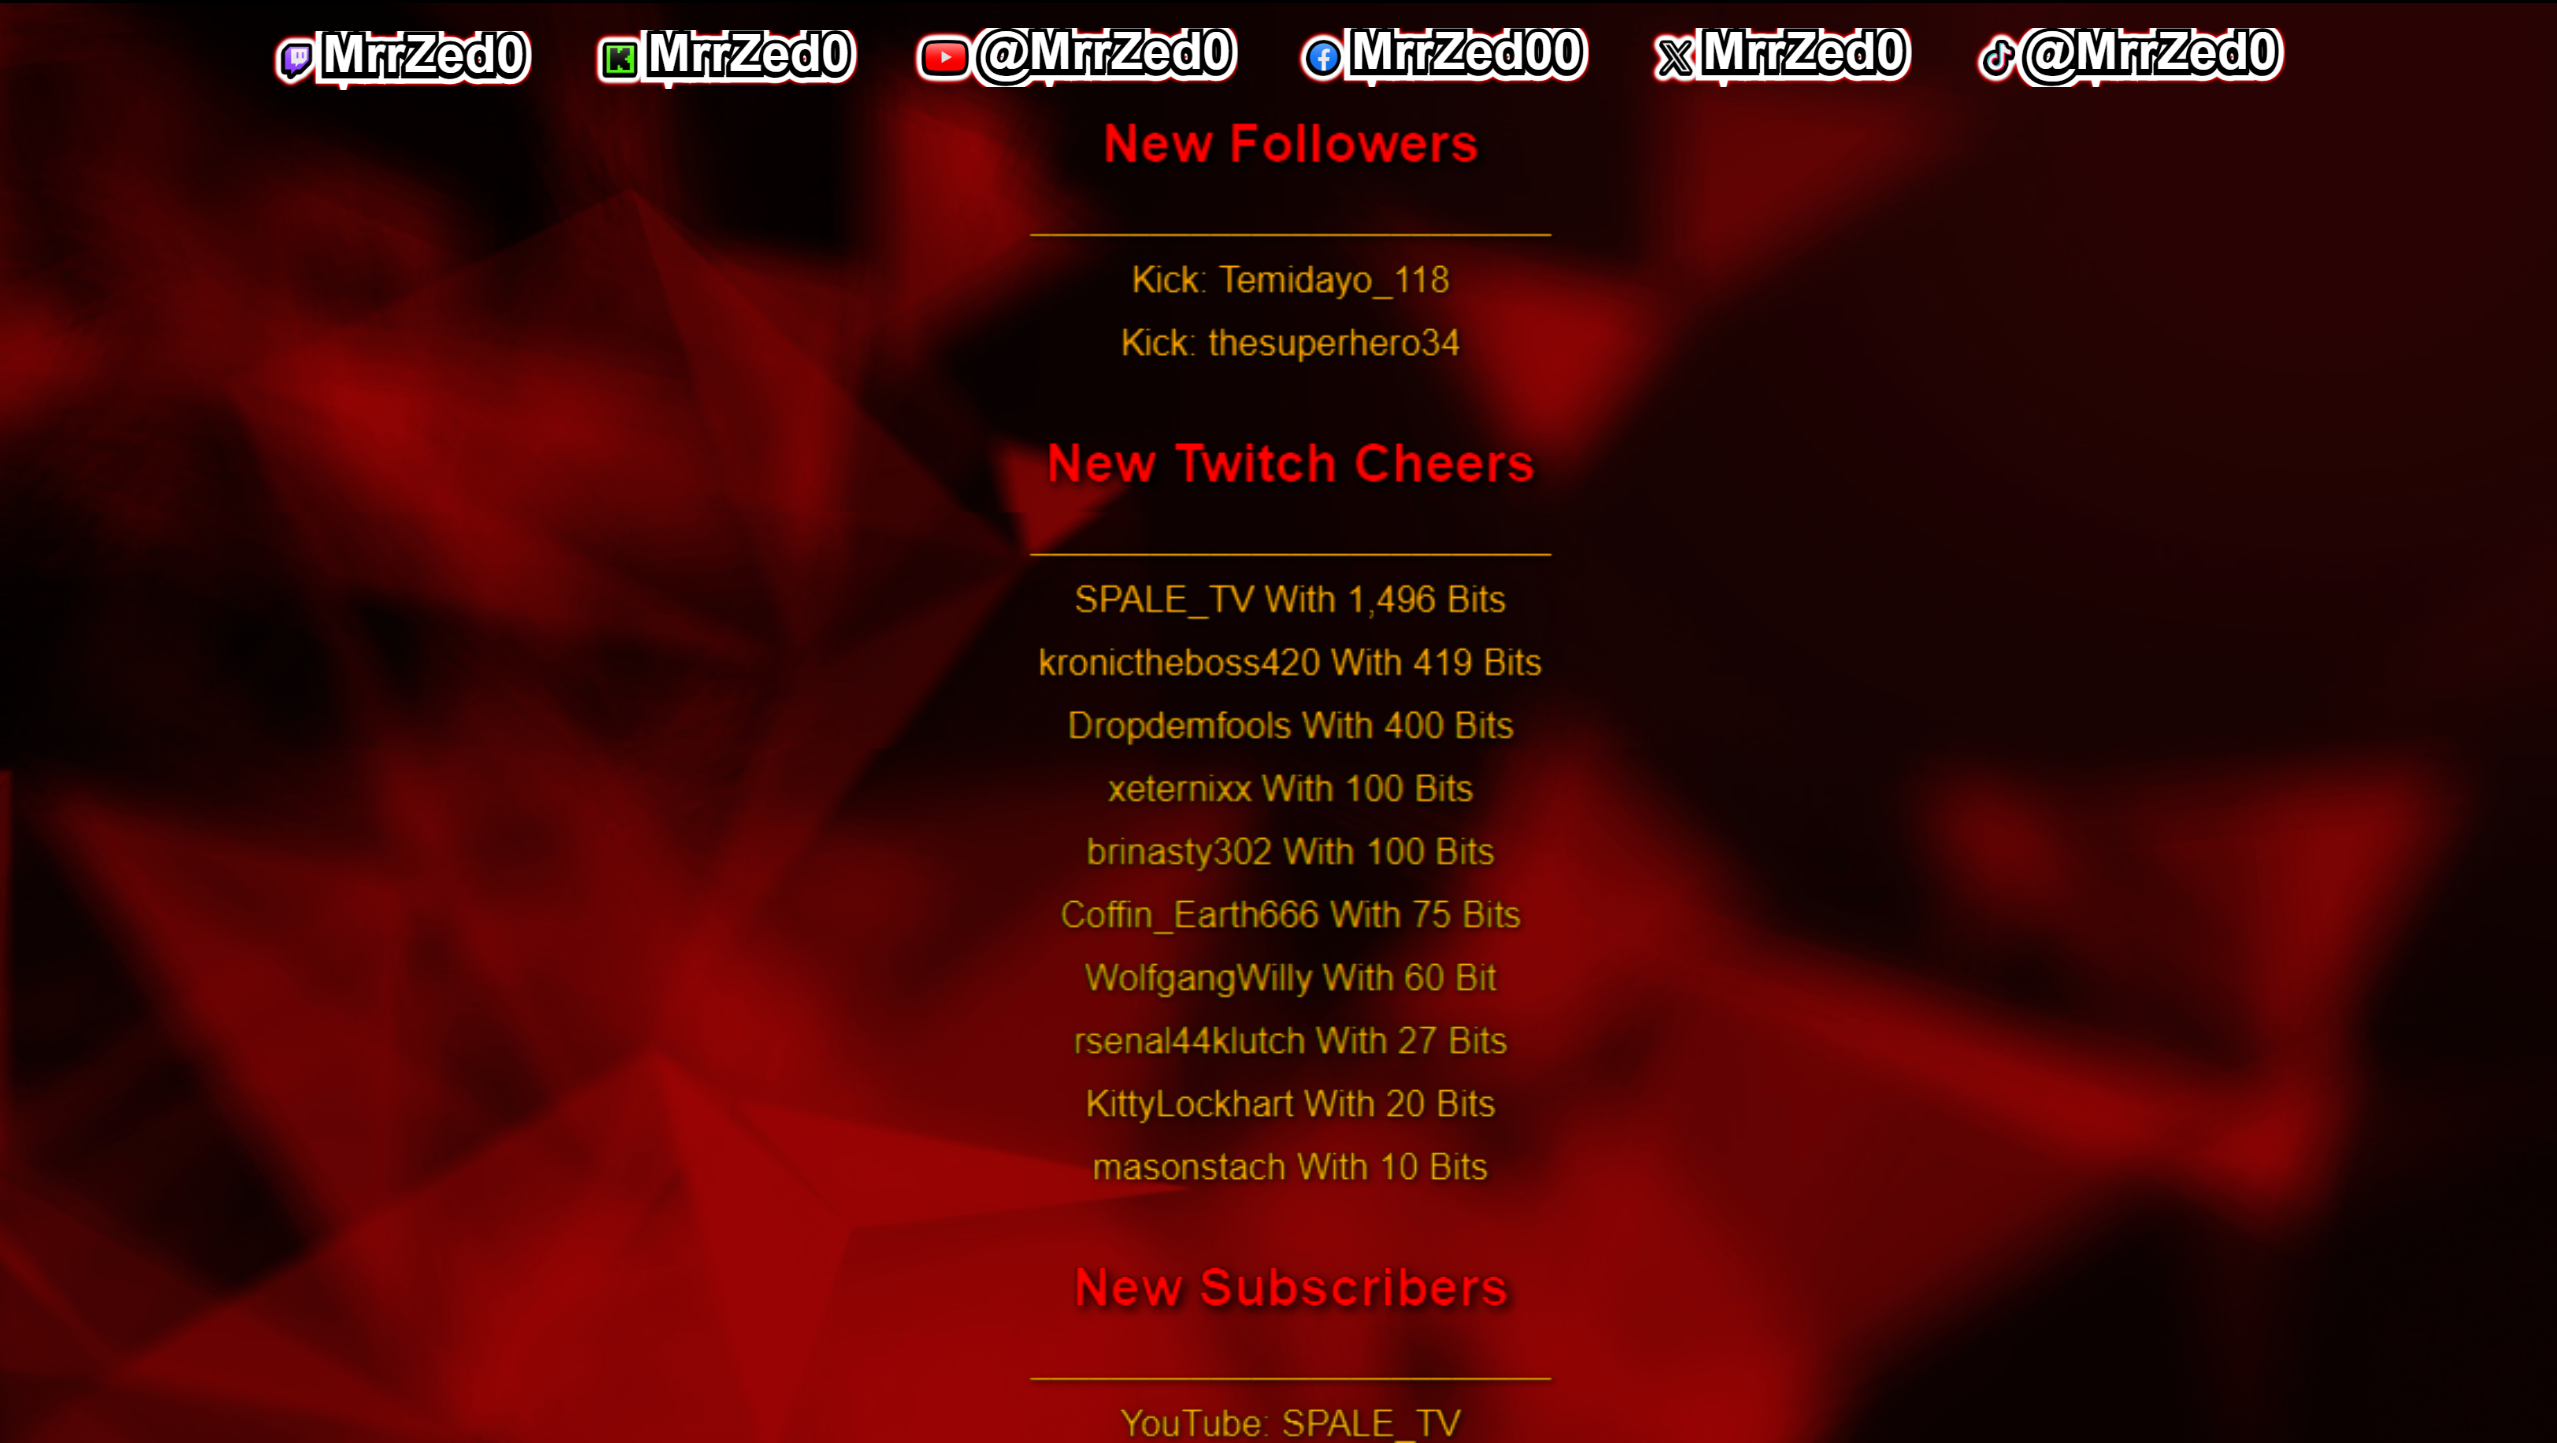 MrrZed0 MrrZed0 @MrrZed0 MrrZed00 MrrZed0 @MrrZed0
New Followers
Kick: Temidayo_118
Kick: thesuperhero34
New Twitch Cheers
SPALE_TV With 1,496 Bits
kronictheboss420 With 419 Bits
Dropdemfools With 400 Bits
xeternixx With 100 Bits
brinasty302 With 100 Bits
Coffin_Earth666 With 75 Bits
WolfgangWilly With 60 Bit
rsenal44klutch With 27 Bits
KittyLockhart With 20 Bits
masonstach With 10 Bits
New Subscribers
YouTube: SPALE_TV